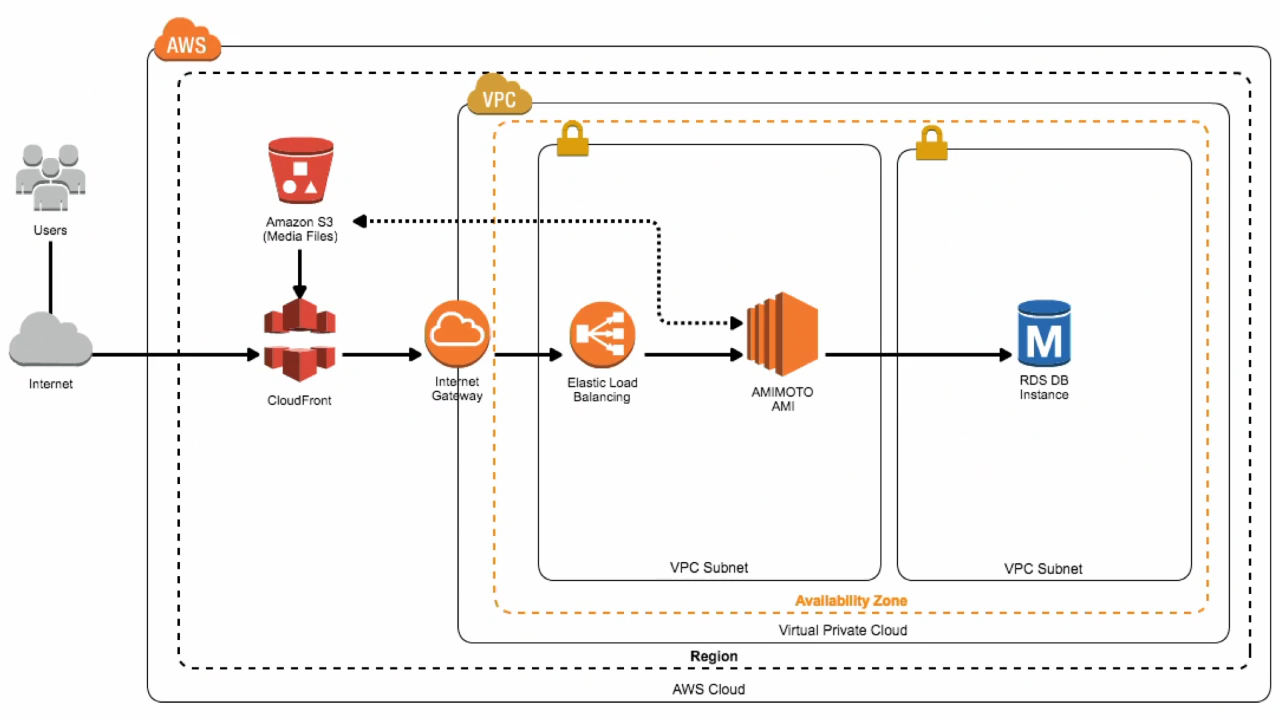 AWS
VPC
Amazon S3
(Media Files)
Users
Internet
CloudFront
Internet
Gateway
Elastic Load
Balancing
AMIMOTO
AMI
M
RDS DB
Instance
VPC Subnet
VPC Subnet
Availability Zone
Virtual Private Cloud
Region
AWS Cloud